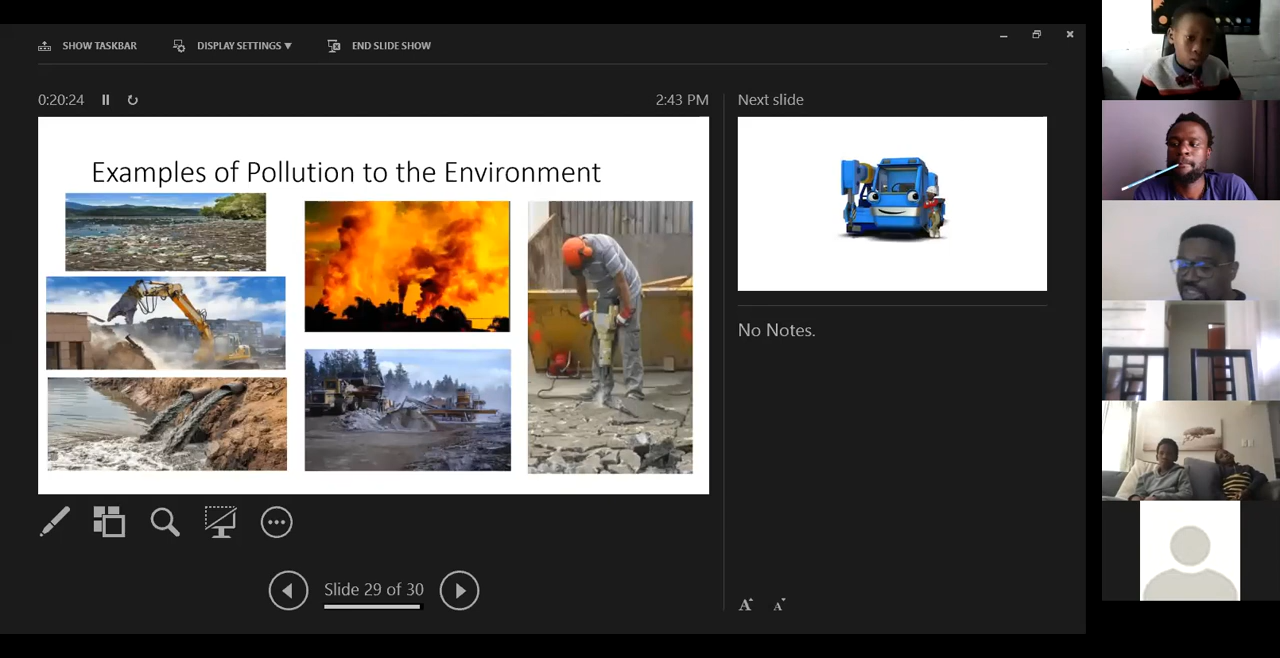 SHOW TASKBAR
DISPLAY SETTINGS ▼
END SLIDE SHOW
0:20:24
2:43 PM
Next slide
Examples of Pollution to the Environment
No Notes.
Slide 29 of 30
A
A